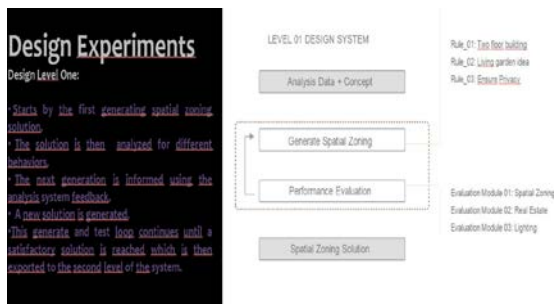 Design Experiments
Design Level One:
• Starts by the first generating spatial zoning
solution.
• The solution is then analyzed for different
behaviors.
• The next generation is informed using the
analysis system feedback.
• A new solution is generated.
•This generate and test loop continues until a
satisfactory solution is reached which is then
exported to the second level of the system.
LEVEL 01 DESIGN SYSTEM
Analysis Data + Concept
Generate Spatial Zoning
Performance Evaluation
Spatial Zoning Solution
Rule_01: Two floor building
Rule_02: Living garden idea
Rule_03: Ensure Privacy
Evaluation Module 01: Spatial Zoning
Evaluation Module 02: Real Estate
Evaluation Module 03: Lighting